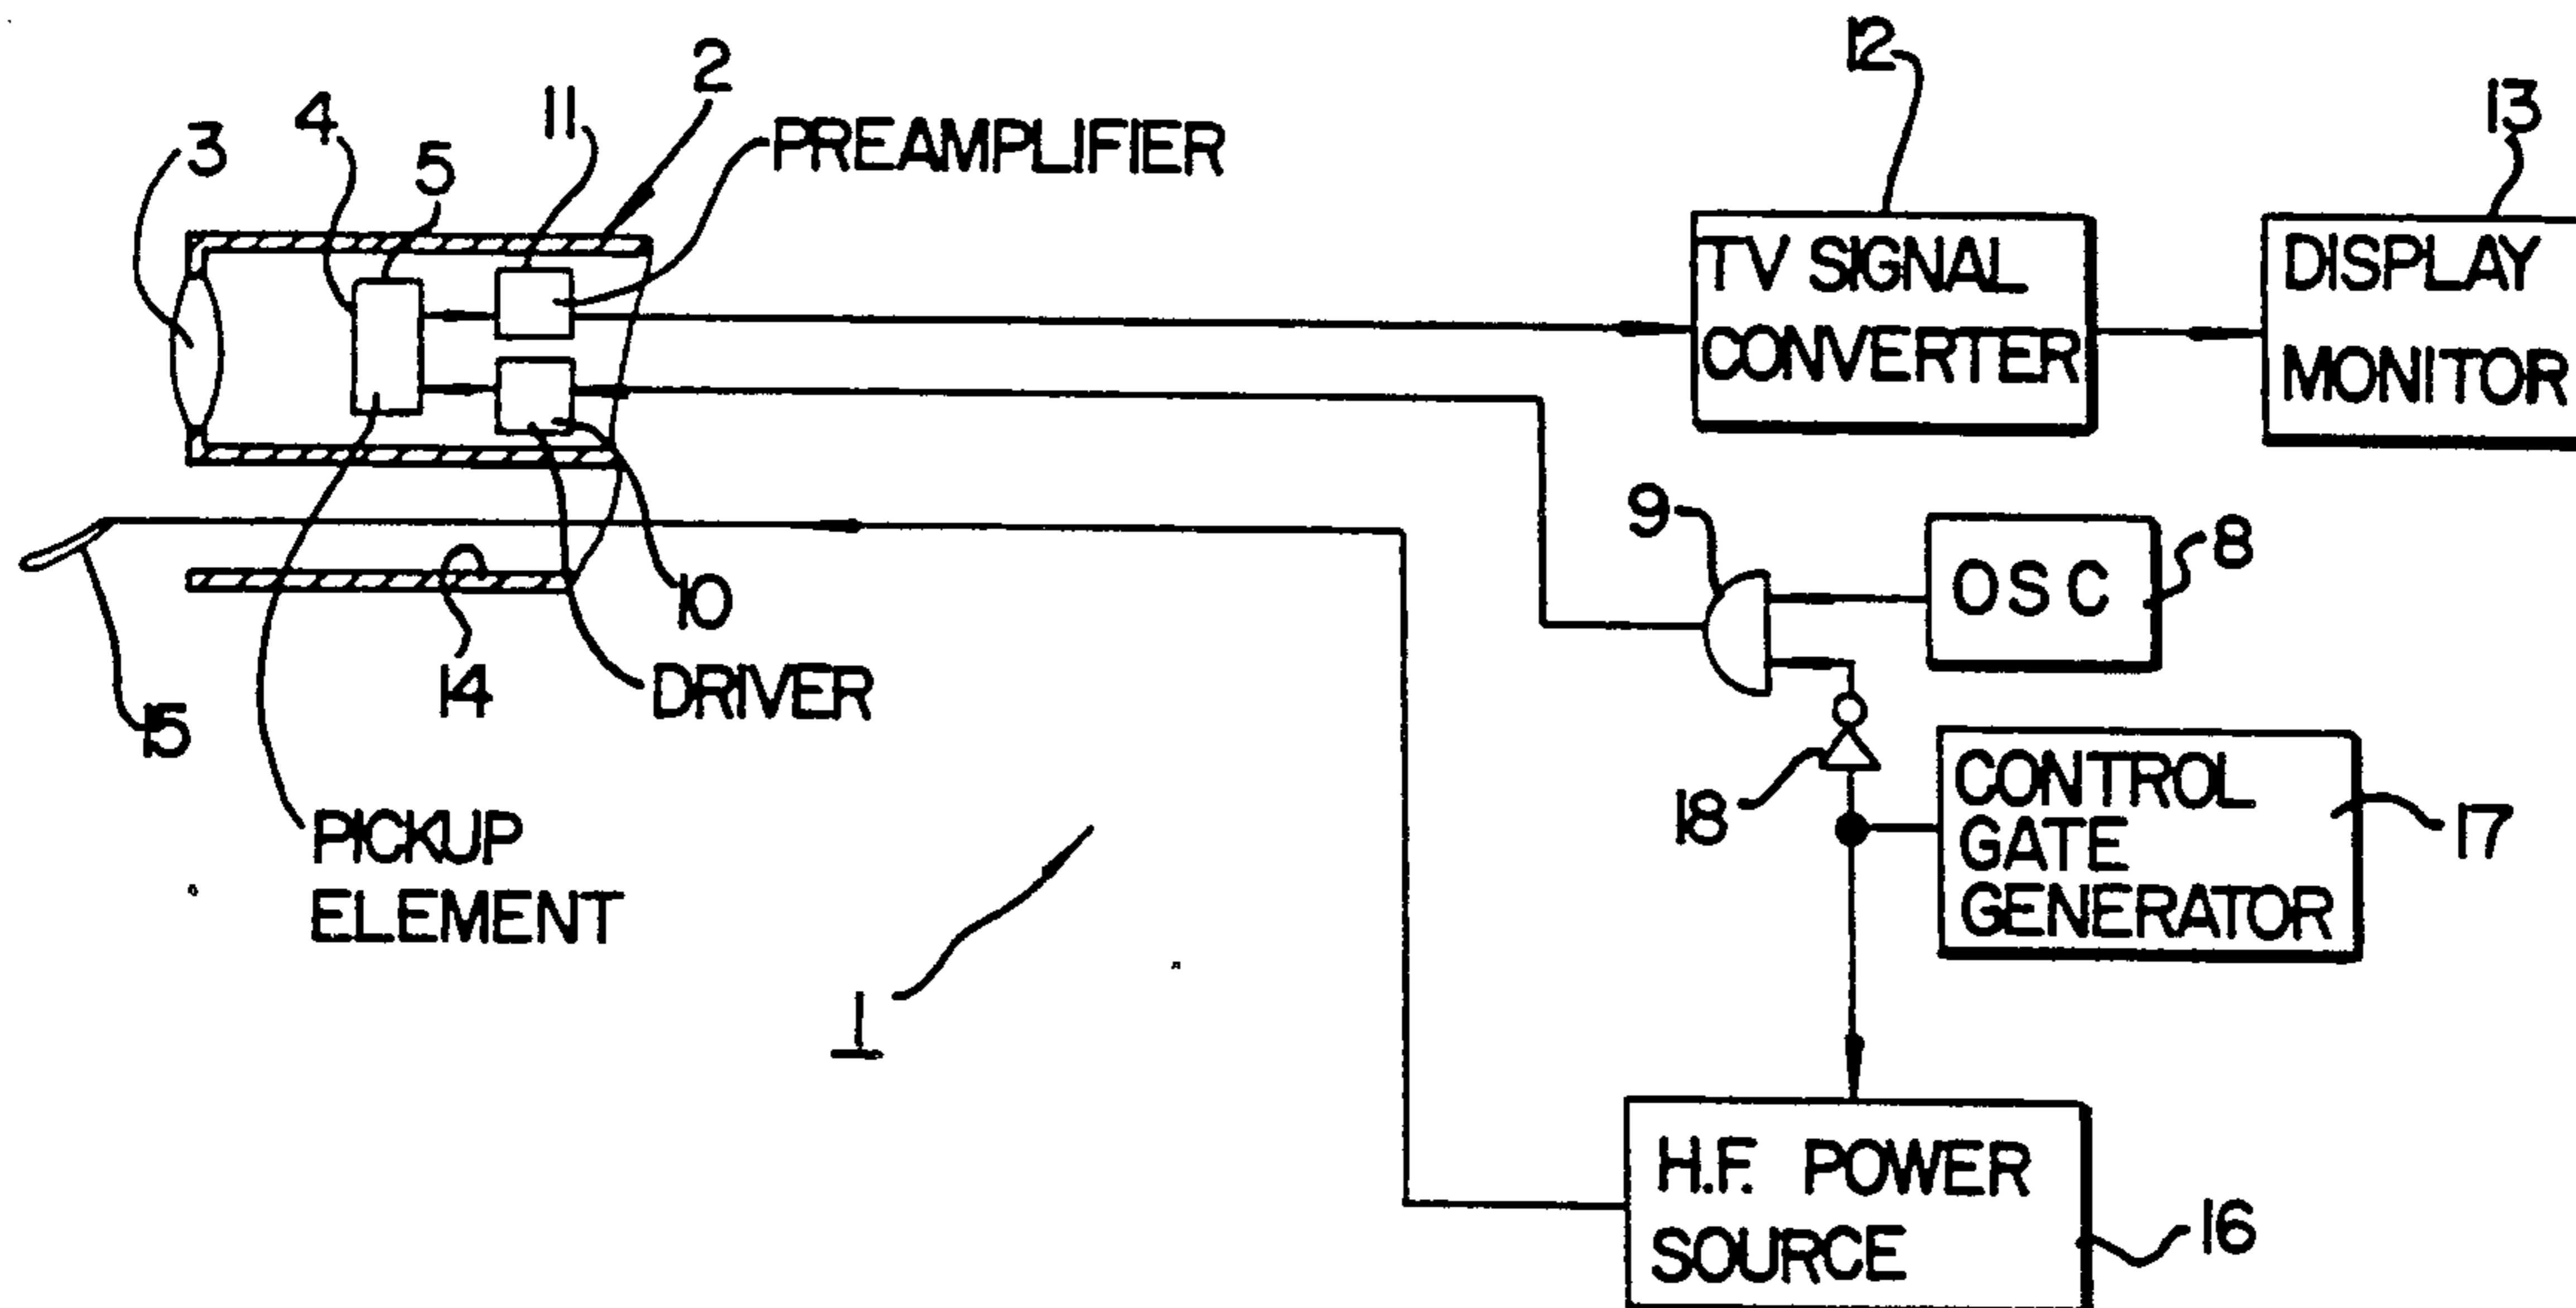 12
2
13
11
4
5
3
PREAMPLIFIER
TV SIGNAL
CONVERTER
DISPLAY
MONITOR
9
OSC
8
10
14
DRIVER
15
18
CONTROL
GATE
GENERATOR
17
PICKUP
ELEMENT
1
H.F. POWER
SOURCE
16